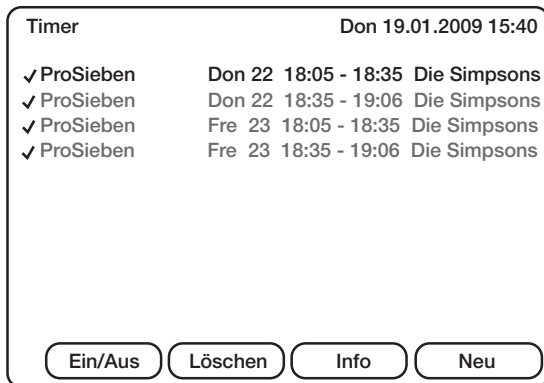 Timer Don 19.01.2009 15:40
✓ ProSieben Don 22 18:05 - 18:35 Die Simpsons
✓ ProSieben Don 22 18:35 - 19:06 Die Simpsons
✓ ProSieben Fre 23 18:05 - 18:35 Die Simpsons
✓ ProSieben Fre 23 18:35 - 19:06 Die Simpsons
Ein/Aus Löschen Info Neu